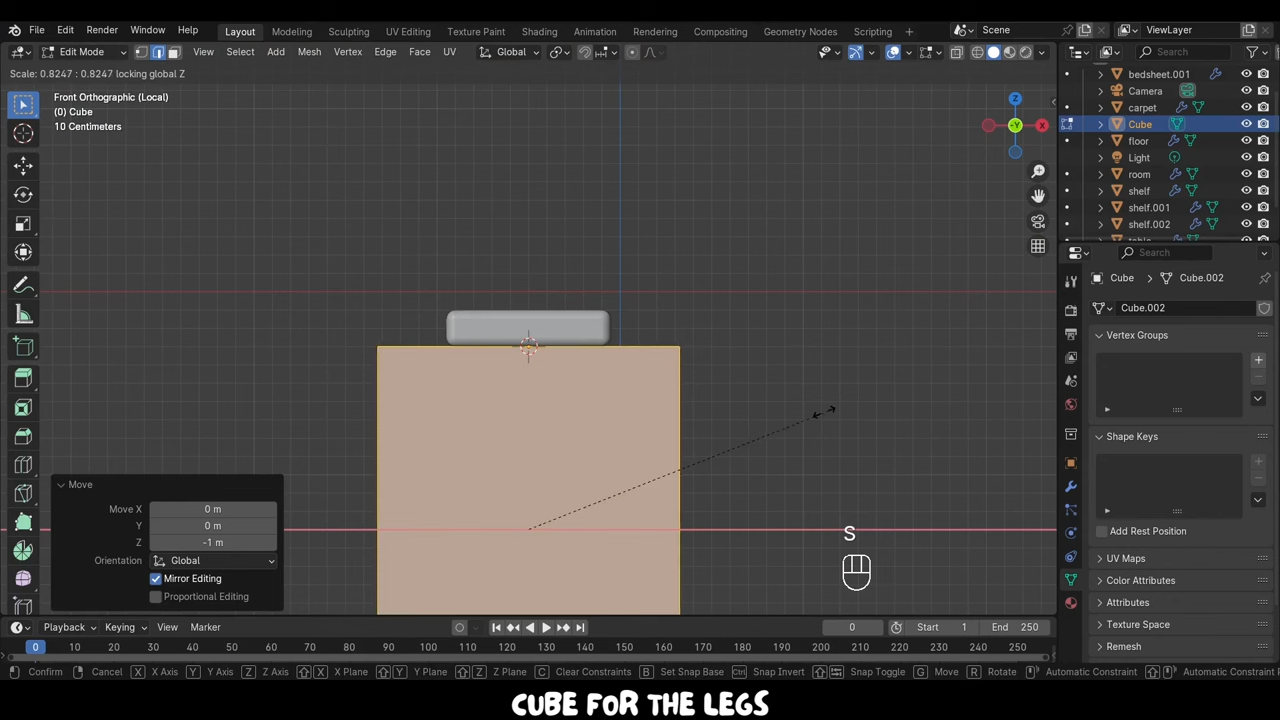 File Edit Render Window Help Layout Modeling Sculpting UV Editing Texture Paint Shading Animation Rendering Compositing Geometry Nodes Scripting Scene ViewLayer
Edit Mode View Select Add Mesh Vertex Edge Face UV Global Search
Scale: 0.8247 : 0.8247 locking global Z
bedsheet.001
Front Orthographic (Local)
Camera
(0) Cube
carpet
10 Centimeters
Cube
Z
-Y
X
floor
Light
room
shelf
shelf.001
shelf.002
Search
Cube Cube.002
Cube.002
Vertex Groups
Shape Keys
Move
Move X 0 m
Y 0 m
Z -1 m
Orientation Global
Mirror Editing
Proportional Editing
S
Add Rest Position
UV Maps
Color Attributes
Attributes
Texture Space
Remesh
Playback Keying View Marker 0 Start 1 End 250
0 10 20 30 40 50 60 70 80 90 100 110 120 130 140 150 160 170 180 190 200 210 220 230 240 250
Confirm Cancel X X Axis Y Y Axis Z Z Axis X X Plane Y Y Plane Z Z Plane C Clear Constraints B Set Snap Base Ctrl Snap Invert Snap Toggle G Move R Rotate Automatic Constraint Automatic Constraint
CUBE FOR THE LEGS